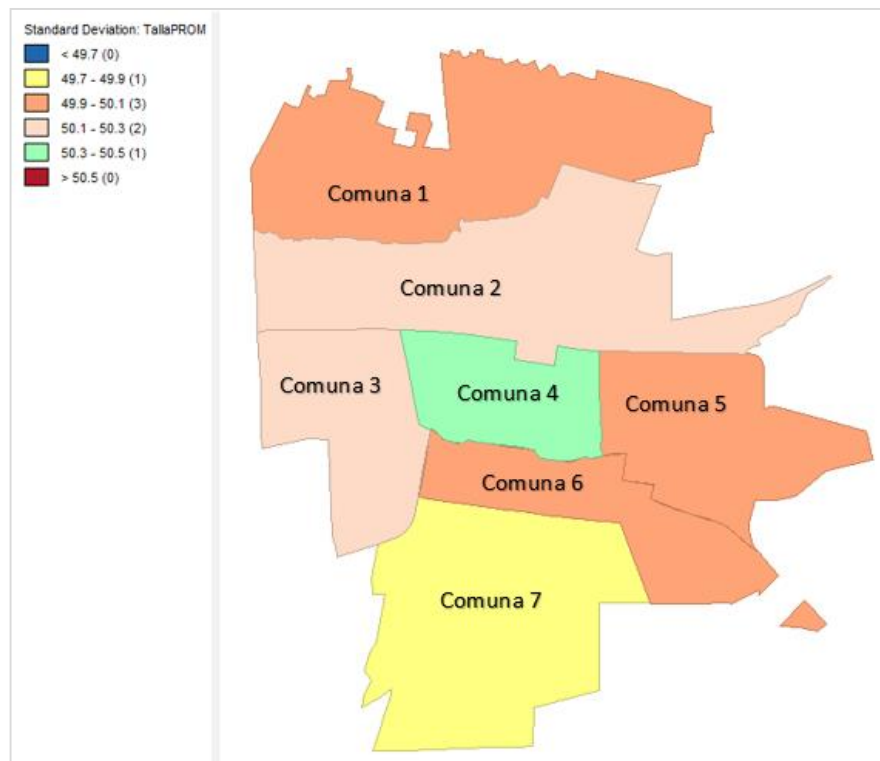 Standard Deviation: TallaPROM
< 49.7 (0)
49.7 - 49.9 (1)
49.9 - 50.1 (3)
50.1 - 50.3 (2)
50.3 - 50.5 (1)
> 50.5 (0)
Comuna 1
Comuna 2
Comuna 3
Comuna 4
Comuna 5
Comuna 6
Comuna 7